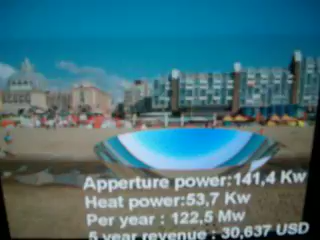 Apperture power:141,4 Kw
Heat power:53,7 Kw
Per year : 122,5 Mw
5 year revenue : 30,637 USD